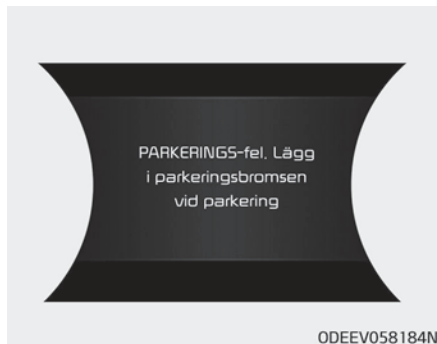 PARKERINGS-fel, Lägg
i parkeringsbromsen
vid parkering
ODEEV058184N